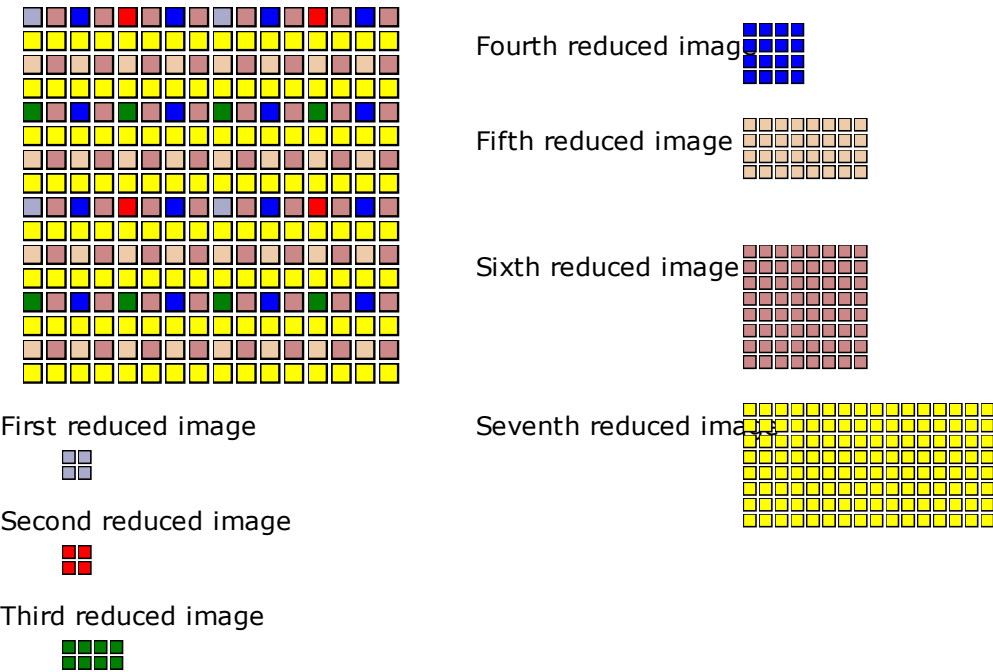 First reduced image
Second reduced image
Third reduced image
Fourth reduced image
Fifth reduced image
Sixth reduced image
Seventh reduced image